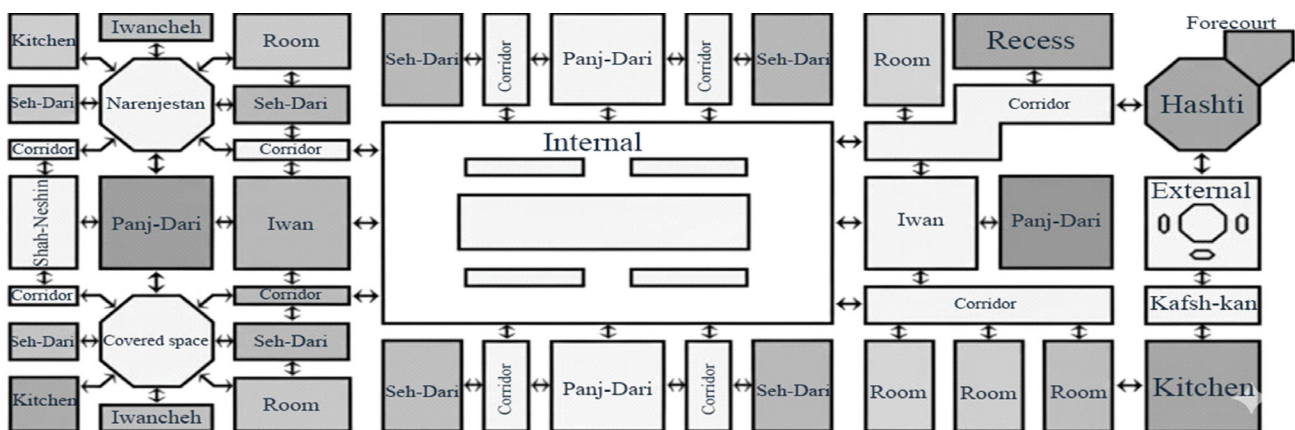 Forecourt
Kitchen
Iwancheh
Room
Seh-Dari
Corridor
Panj-Dari
Corridor
Seh-Dari
Room
Recess
Seh-Dari
Narenjestan
Seh-Dari
Corridor
Hashti
Corridor
Corridor
Internal
Shah-Neshin
Panj-Dari
Iwan
Iwan
Panj-Dari
External
Corridor
Corridor
Corridor
Kafsh-kan
Seh-Dari
Covered space
Seh-Dari
Kitchen
Iwancheh
Room
Seh-Dari
Corridor
Panj-Dari
Corridor
Seh-Dari
Room
Room
Room
Kitchen